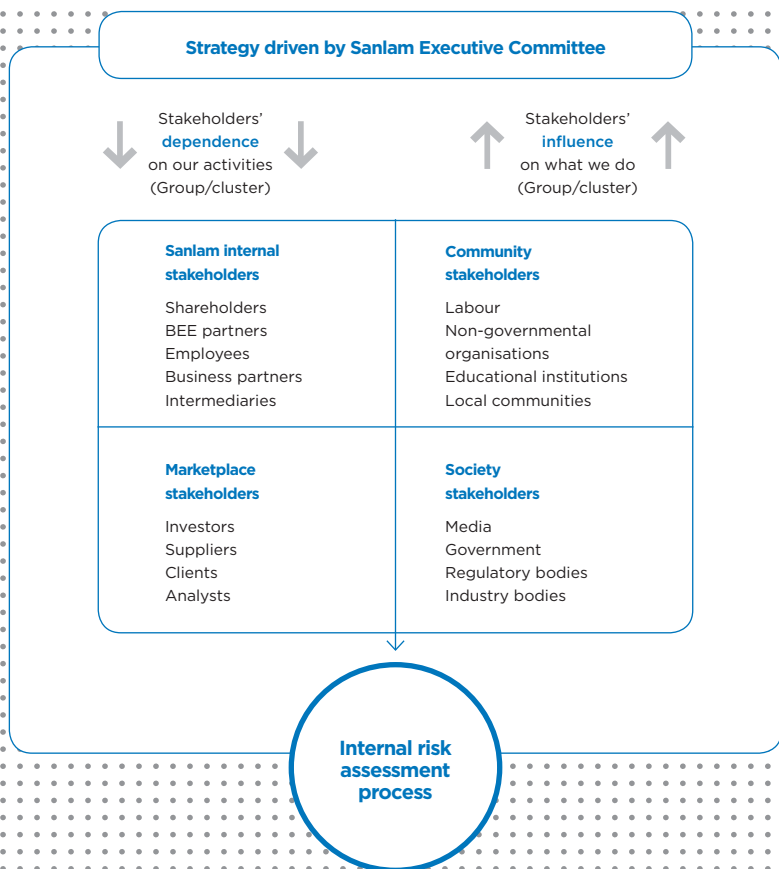 Strategy driven by Sanlam Executive Committee
Stakeholders'
dependence
on our activities
(Group/cluster)
Stakeholders'
influence
on what we do
(Group/cluster)
Sanlam internal
stakeholders
Shareholders
BEE partners
Employees
Business partners
Intermediaries
Community
stakeholders
Labour
Non-governmental
organisations
Educational institutions
Local communities
Marketplace
stakeholders
Investors
Suppliers
Clients
Analysts
Society
stakeholders
Media
Government
Regulatory bodies
Industry bodies
Internal risk
assessment
process